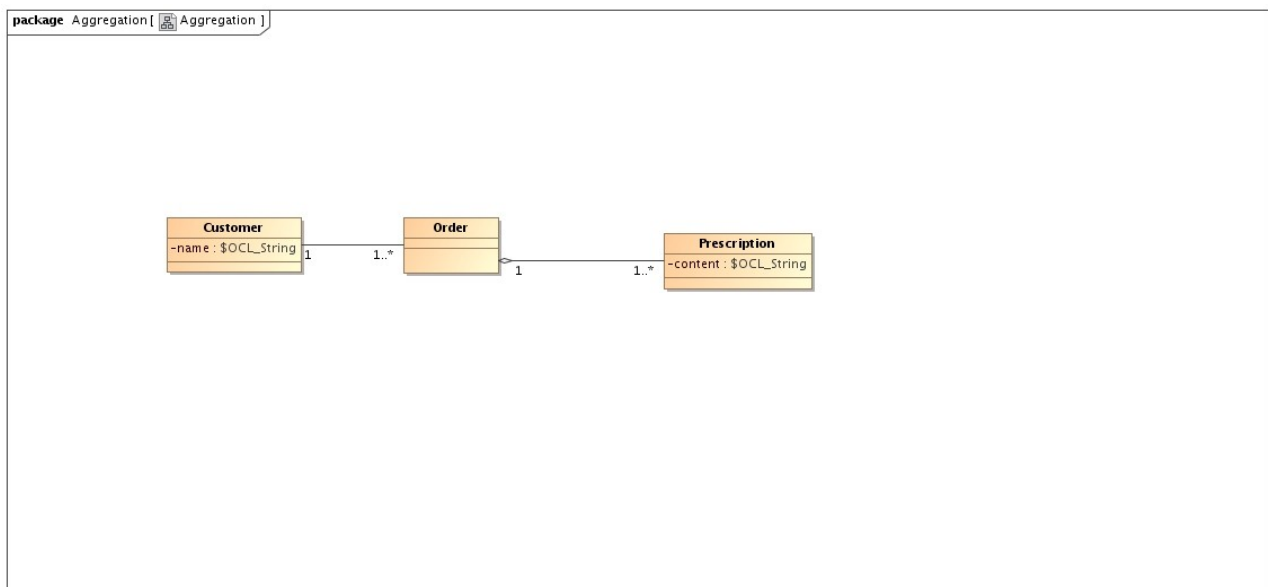 package Aggregation [ Aggregation ]
Customer
-name : $OCL_String
1
1..*
Order
1
1..*
Prescription
-content : $OCL_String